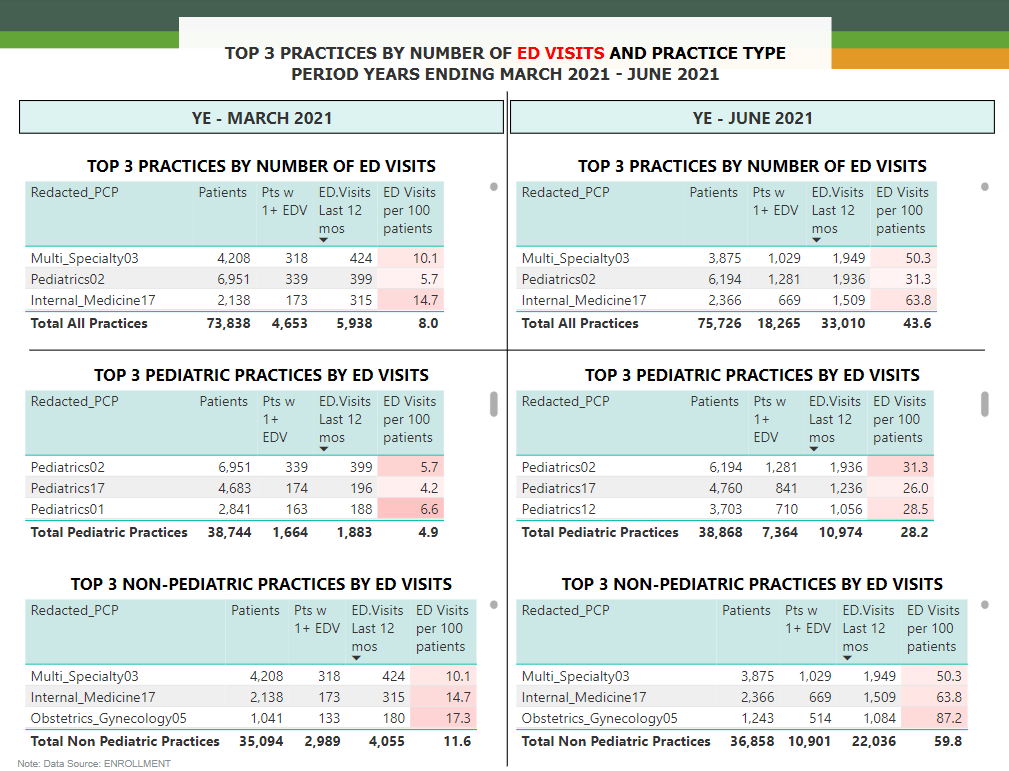 TOP 3 PRACTICES BY NUMBER OF ED VISITS AND PRACTICE TYPE
PERIOD YEARS ENDING MARCH 2021 - JUNE 2021
YE - MARCH 2021
TOP 3 PRACTICES BY NUMBER OF ED VISITS
Redacted_PCP Patients Pts w ED.Visits ED Visits
1+ EDV Last 12 per 100
mos patients
Multi_Specialty03 4,208 318 424 10.1
Pediatrics02 6,951 339 399 5.7
Internal_Medicine17 2,138 173 315 14.7
Total All Practices 73,838 4,653 5,938 8.0
TOP 3 PEDIATRIC PRACTICES BY ED VISITS
Redacted_PCP Patients Pts w ED.Visits ED Visits
1+ Last 12 per 100
EDV mos patients
Pediatrics02 6,951 339 399 5.7
Pediatrics17 4,683 174 196 4.2
Pediatrics01 2,841 163 188 6.6
Total Pediatric Practices 38,744 1,664 1,883 4.9
TOP 3 NON-PEDIATRIC PRACTICES BY ED VISITS
Redacted_PCP Patients Pts w ED.Visits ED Visits
1+ EDV Last 12 per 100
mos patients
Multi_Specialty03 4,208 318 424 10.1
Internal_Medicine17 2,138 173 315 14.7
Obstetrics_Gynecology05 1,041 133 180 17.3
Total Non Pediatric Practices 35,094 2,989 4,055 11.6
YE - JUNE 2021
TOP 3 PRACTICES BY NUMBER OF ED VISITS
Redacted_PCP Patients Pts w ED.Visits ED Visits
1+ EDV Last 12 per 100
mos patients
Multi_Specialty03 3,875 1,029 1,949 50.3
Pediatrics02 6,194 1,281 1,936 31.3
Internal_Medicine17 2,366 669 1,509 63.8
Total All Practices 75,726 18,265 33,010 43.6
TOP 3 PEDIATRIC PRACTICES BY ED VISITS
Redacted_PCP Patients Pts w ED.Visits ED Visits
1+ Last 12 per 100
EDV mos patients
Pediatrics02 6,194 1,281 1,936 31.3
Pediatrics17 4,760 841 1,236 26.0
Pediatrics12 3,703 710 1,056 28.5
Total Pediatric Practices 38,868 7,364 10,974 28.2
TOP 3 NON-PEDIATRIC PRACTICES BY ED VISITS
Redacted_PCP Patients Pts w ED.Visits ED Visits
1+ EDV Last 12 per 100
mos patients
Multi_Specialty03 3,875 1,029 1,949 50.3
Internal_Medicine17 2,366 669 1,509 63.8
Obstetrics_Gynecology05 1,243 514 1,084 87.2
Total Non Pediatric Practices 36,858 10,901 22,036 59.8
Note: Data Source: ENROLLMENT